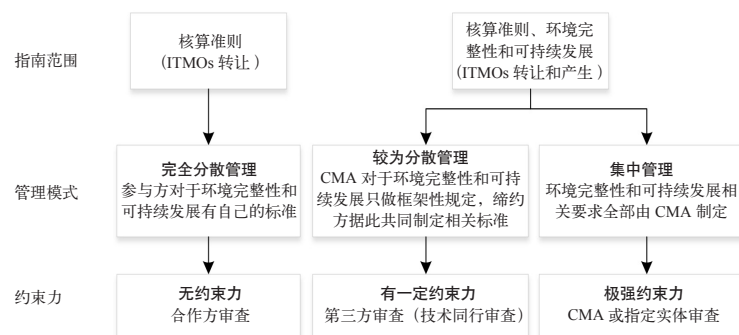 指南范围
核算准则
(ITMOs 转让 )
核算准则、环境完
整性和可持续发展
(ITMOs 转让和产生 )
管理模式
完全分散管理
参与方对于环境完整性和
可持续发展有自己的标准
较为分散管理
CMA 对于环境完整性和可持
续发展只做框架性规定，缔约
方据此共同制定相关标准
集中管理
环境完整性和可持续发展相
关要求全部由 CMA 制定
约束力
无约束力
合作方审查
有一定约束力
第三方审查（技术同行审查）
极强约束力
CMA 或指定实体审查